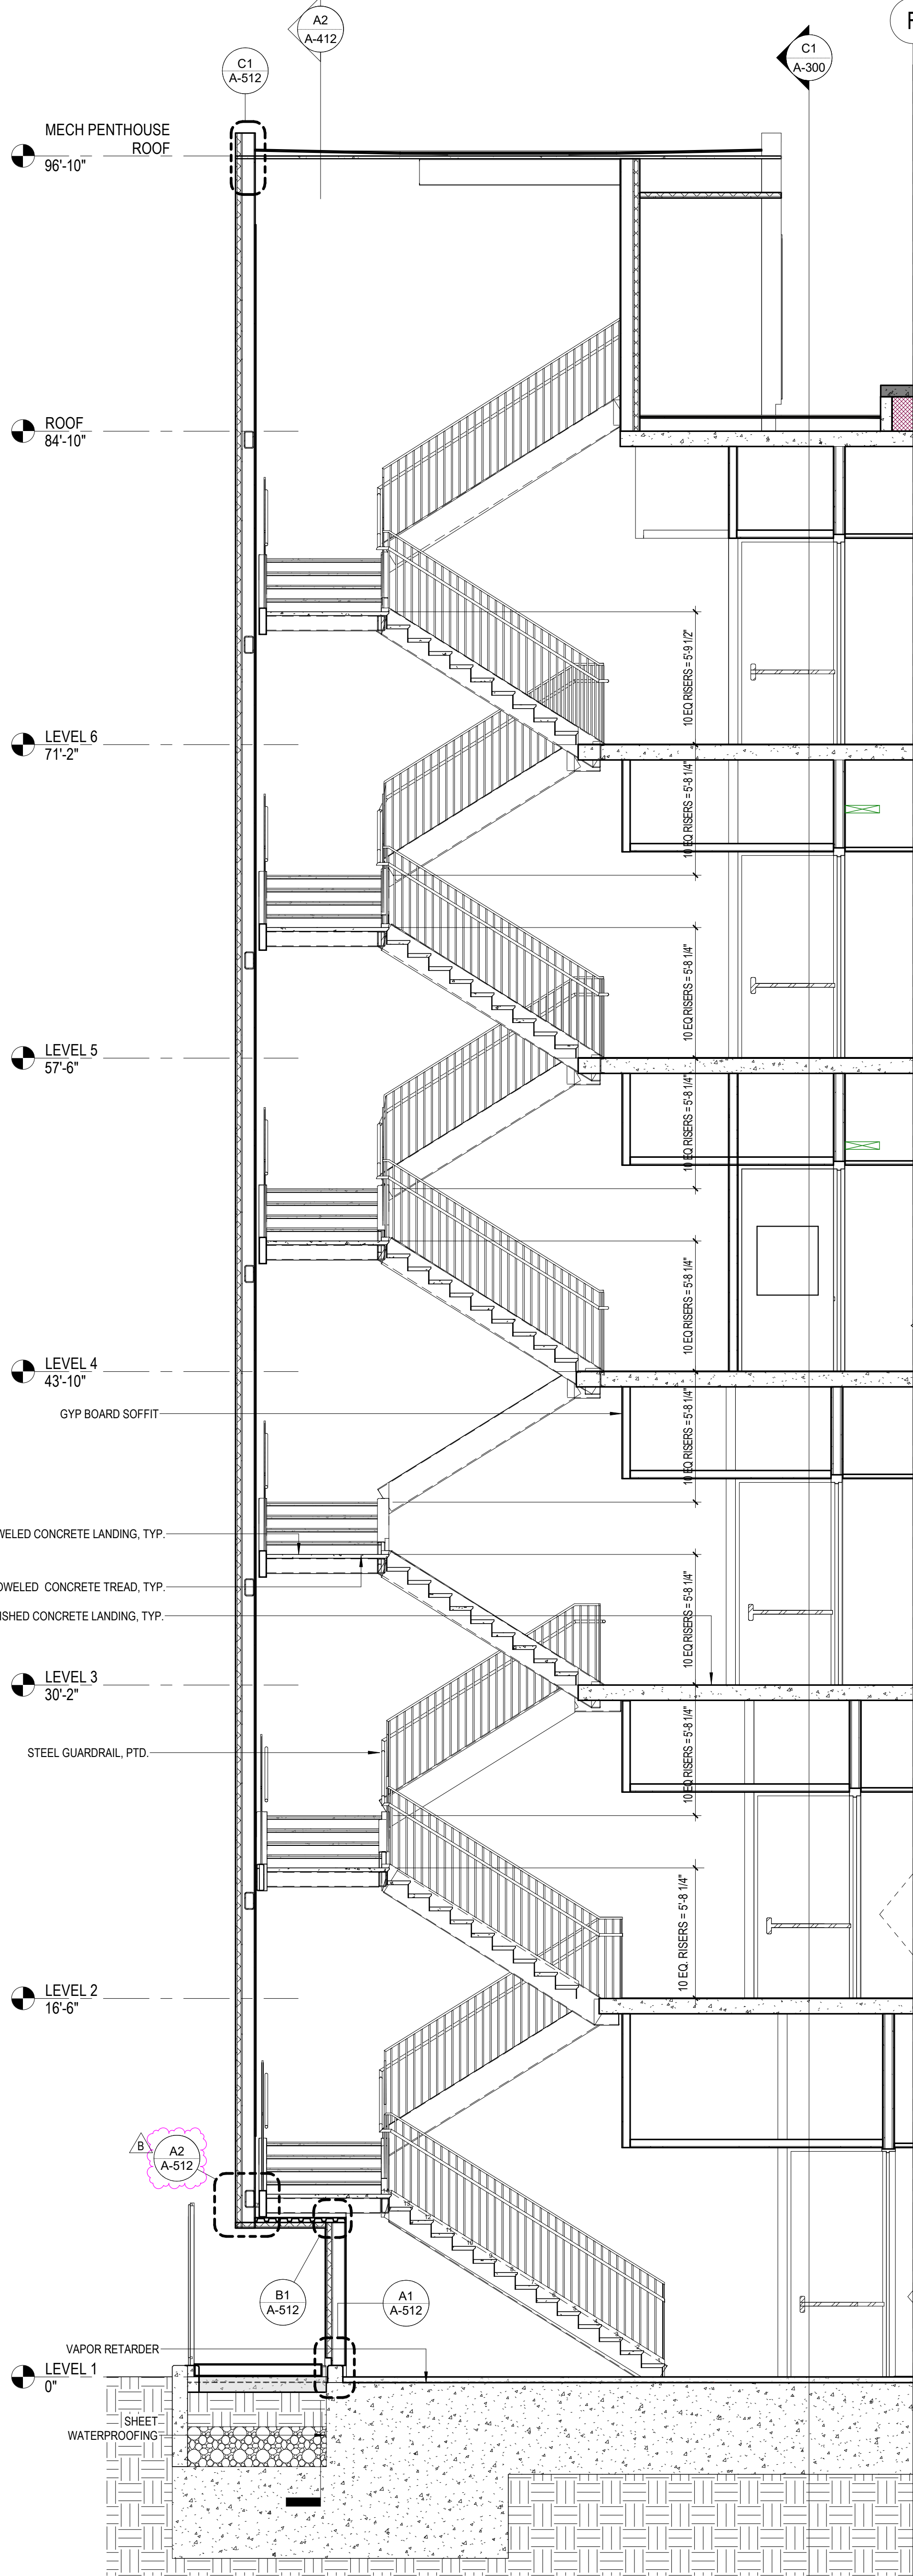 A2
A-412
C1
A-512
C1
A-300
MECH PENTHOUSE
ROOF
96'-10"
ROOF
84'-10"
10 EQ RISERS = 5'-9 1/2"
LEVEL 6
71'-2"
10 EQ RISERS = 5'-8 1/4"
10 EQ RISERS = 5'-8 1/4"
LEVEL 5
57'-6"
10 EQ RISERS = 5'-8 1/4"
10 EQ RISERS = 5'-8 1/4"
LEVEL 4
43'-10"
GYP BOARD SOFFIT
10 EQ RISERS = 5'-8 1/4"
WELED CONCRETE LANDING, TYP.
OWELED CONCRETE TREAD, TYP.
10 EQ RISERS = 5'-8 1/4"
ISHED CONCRETE LANDING, TYP.
LEVEL 3
30'-2"
STEEL GUARDRAIL, PTD.
10 EQ RISERS = 5'-8 1/4"
10 EQ. RISERS = 5'-8 1/4"
LEVEL 2
16'-6"
B
A2
A-512
B1
A-512
A1
A-512
VAPOR RETARDER
LEVEL 1
0"
SHEET
WATERPROOFING